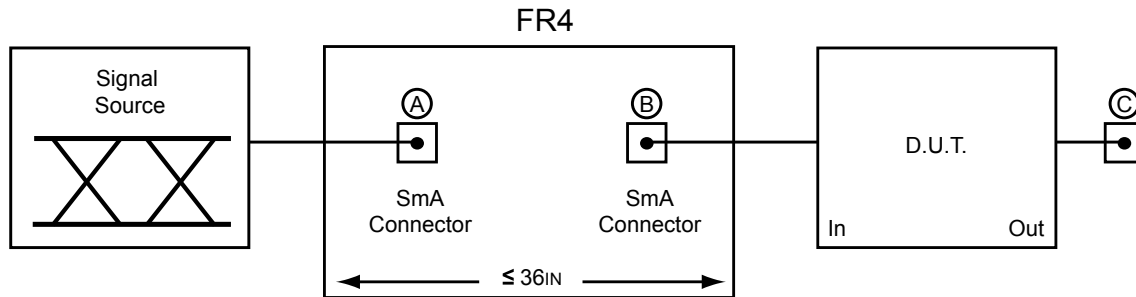 FR4
Signal
Source
A
B
C
D.U.T.
SmA
Connector
SmA
Connector
In
Out
≤ 36IN